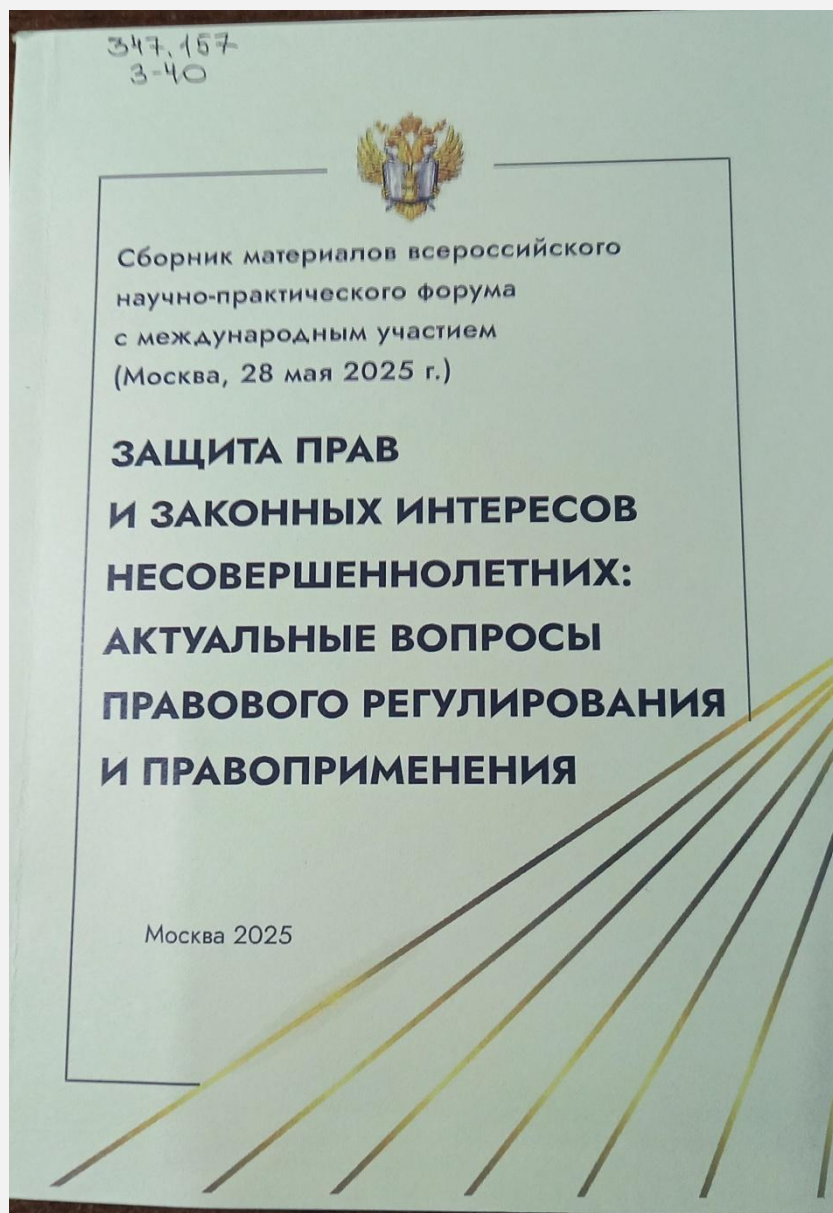 347.157
З-40
Сборник материалов всероссийского
научно-практического форума
с международным участием
(Москва, 28 мая 2025 г.)
ЗАЩИТА ПРАВ
И ЗАКОННЫХ ИНТЕРЕСОВ
НЕСОВЕРШЕННОЛЕТНИХ:
АКТУАЛЬНЫЕ ВОПРОСЫ
ПРАВОВОГО РЕГУЛИРОВАНИЯ
И ПРАВОПРИМЕНЕНИЯ
Москва 2025